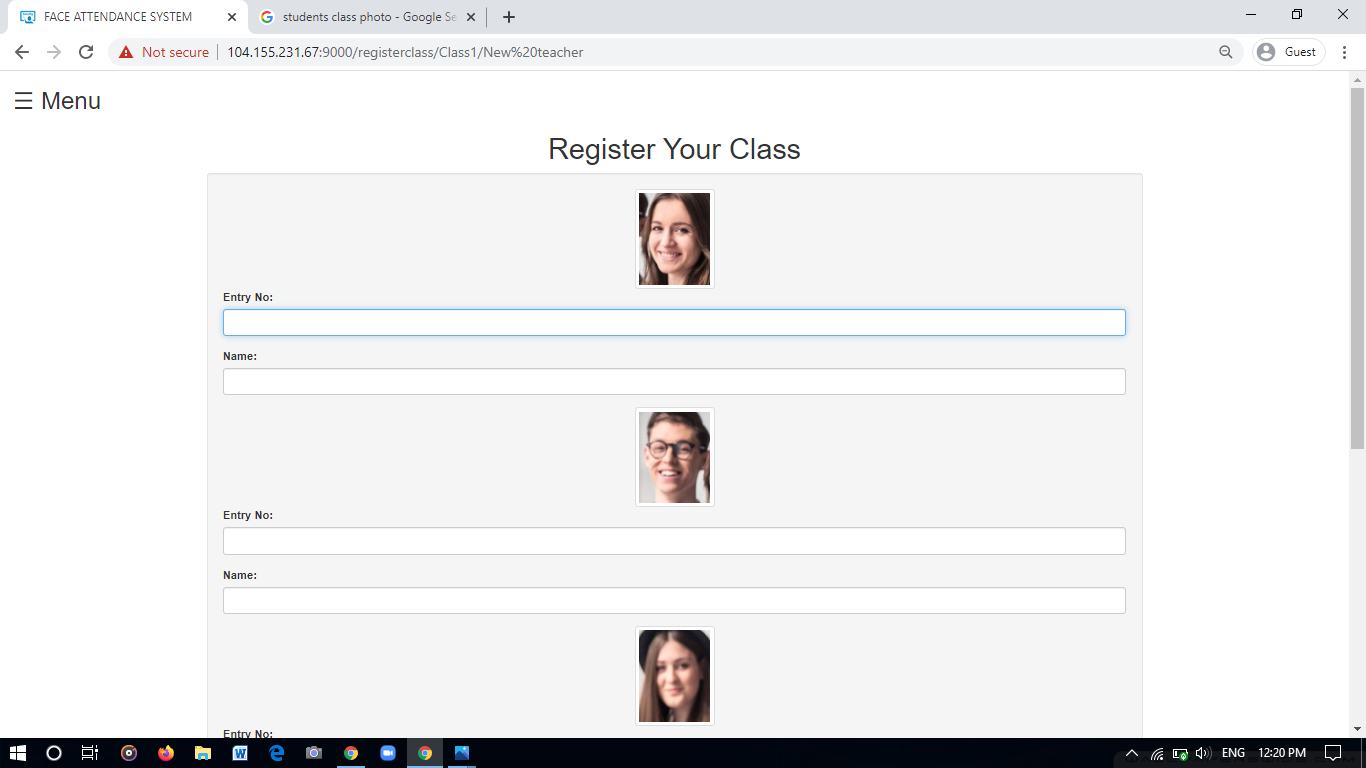 FACE ATTENDANCE SYSTEM
students class photo - Google Se
Not secure
104.155.231.67:9000/registerclass/Class1/New%20teacher
Guest
☰ Menu
Register Your Class
Entry No:
Name:
Entry No:
Name:
Entry No:
ENG
12:20 PM